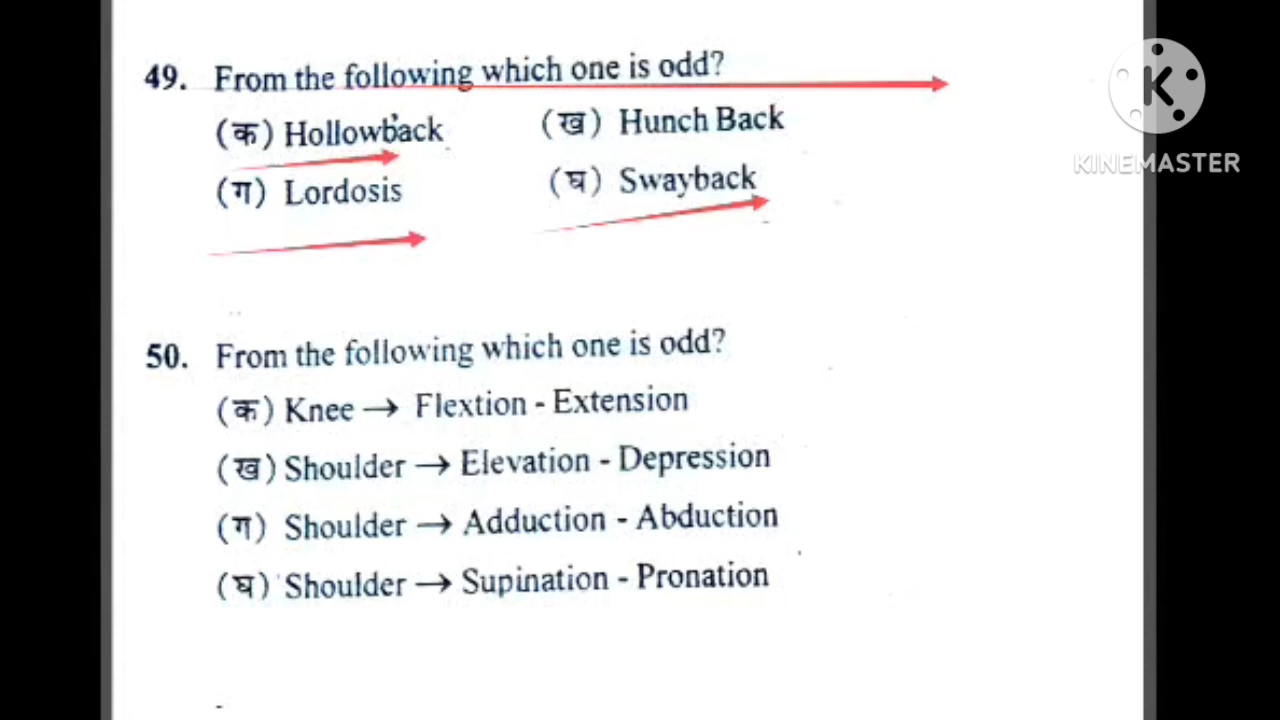 49. From the following which one is odd?
(क) Hollowback (ख) Hunch Back
(ग) Lordosis (घ) Swayback
50. From the following which one is odd?
(क) Knee → Flextion - Extension
(ख) Shoulder → Elevation - Depression
(ग) Shoulder → Adduction - Abduction
(घ) Shoulder → Supination - Pronation
K
KINEMASTER